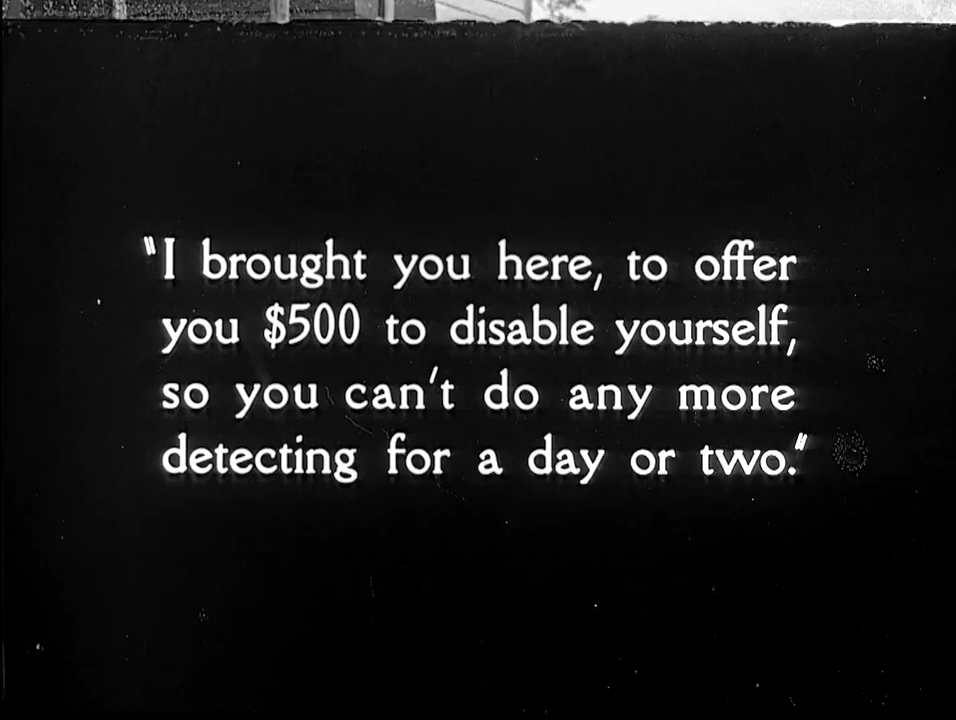 "I brought you here, to offer
you $500 to disable yourself,
so you can't do any more
detecting for a day or two."